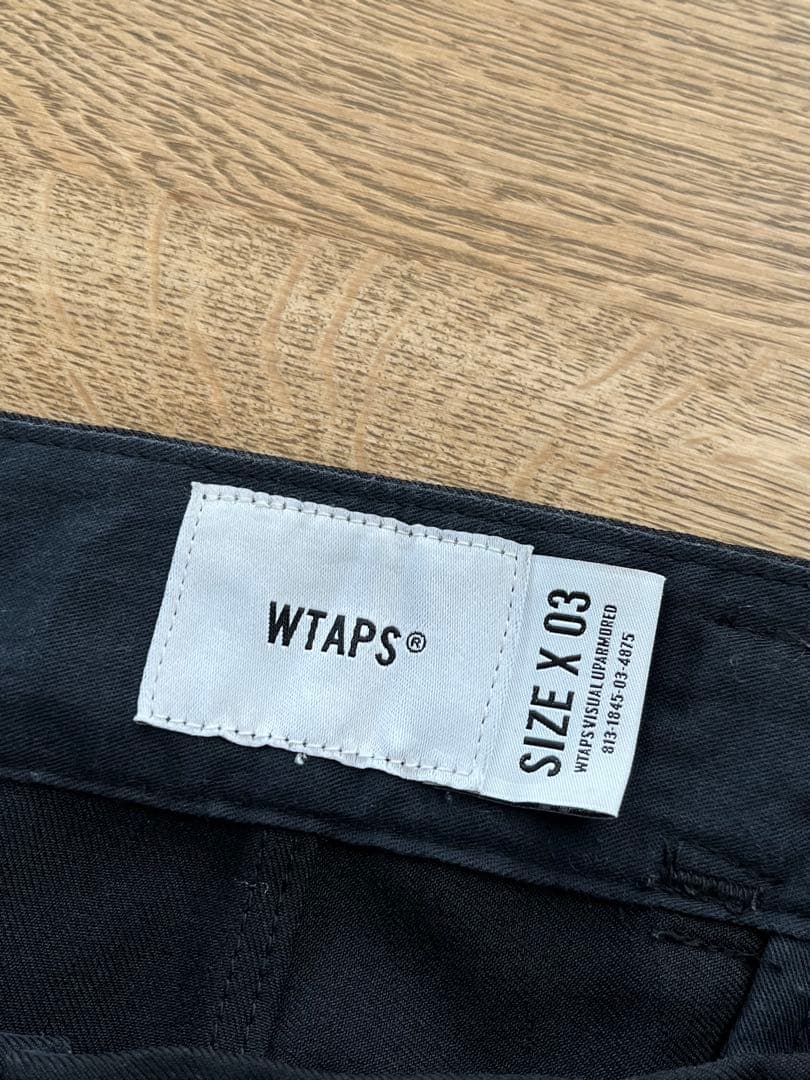 WTAPS®
SIZE X 03
WTAPS VISUAL UPARMORED
813-1845-03-4875